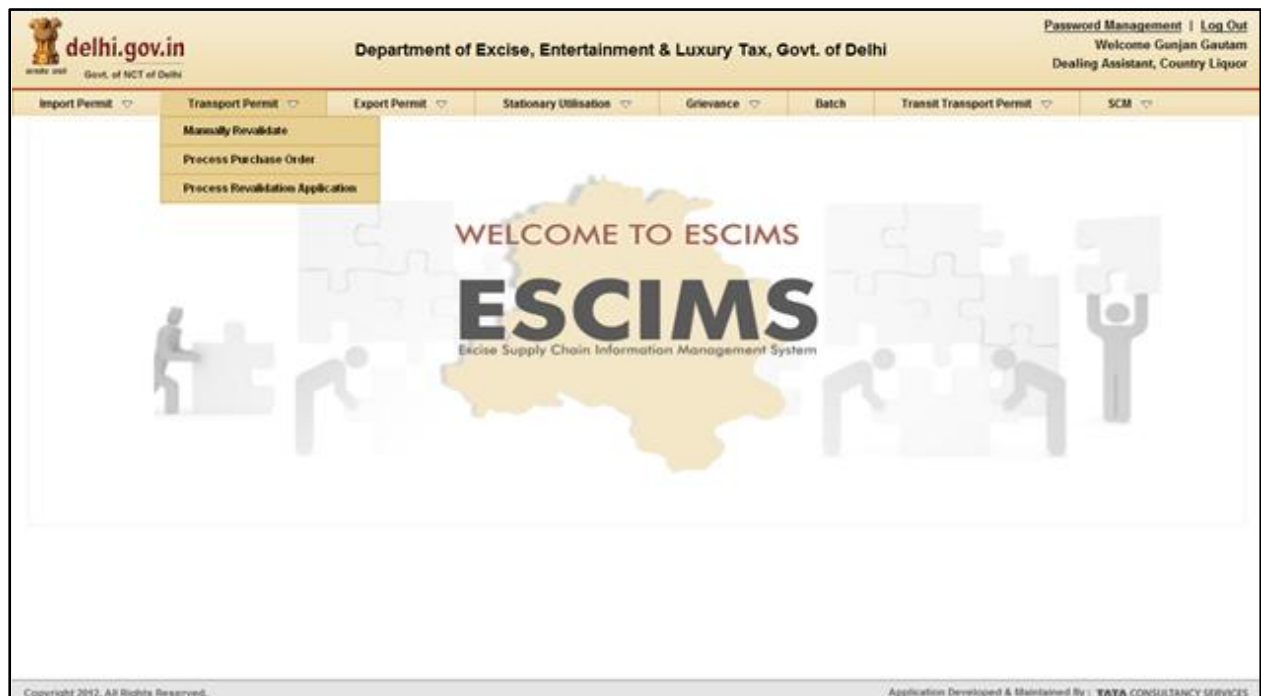 delhi.gov.in
Govt. of NCT of Delhi
Department of Excise, Entertainment & Luxury Tax, Govt. of Delhi
Password Management | Log Out
Welcome Gunjan Gautam
Dealing Assistant, Country Liquor
Import Permit Transport Permit Export Permit Stationary Utilisation Grievance Batch Transit Transport Permit SCM
Manually Revalidate
Process Purchase Order
Process Revalidation Application
WELCOME TO ESCIMS
ESCIMS
Excise Supply Chain Information Management System
Copyright 2012. All Rights Reserved.
Application Developed & Maintained By : TATA CONSULTANCY SERVICES